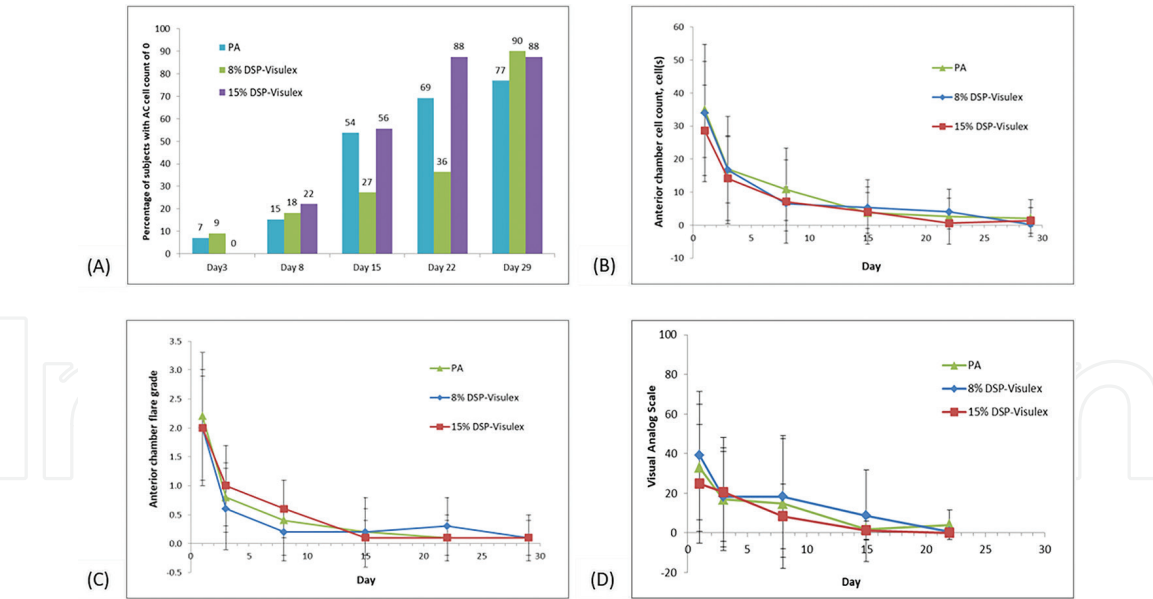 (A)
Percentage of subjects with AC cell count of 0
100
90
80
70
60
50
40
30
20
10
0
PA
8% DSP-Visulex
15% DSP-Visulex
7 9 0
15 18 22
54 27 56
69 36 88
77 90 88
Day3 Day 8 Day 15 Day 22 Day 29
(B)
Anterior chamber cell count, cell(s)
60
50
40
30
20
10
0
-10
PA
8% DSP-Visulex
15% DSP-Visulex
0 5 10 15 20 25 30
Day
(C)
Anterior chamber flare grade
3.5
3.0
2.5
2.0
1.5
1.0
0.5
0.0
-0.5
PA
8% DSP-Visulex
15% DSP-Visulex
0 5 10 15 20 25 30
Day
(D)
Visual Analog Scale
100
80
60
40
20
0
-20
PA
8% DSP-Visulex
15% DSP-Visulex
0 5 10 15 20 25 30
Day